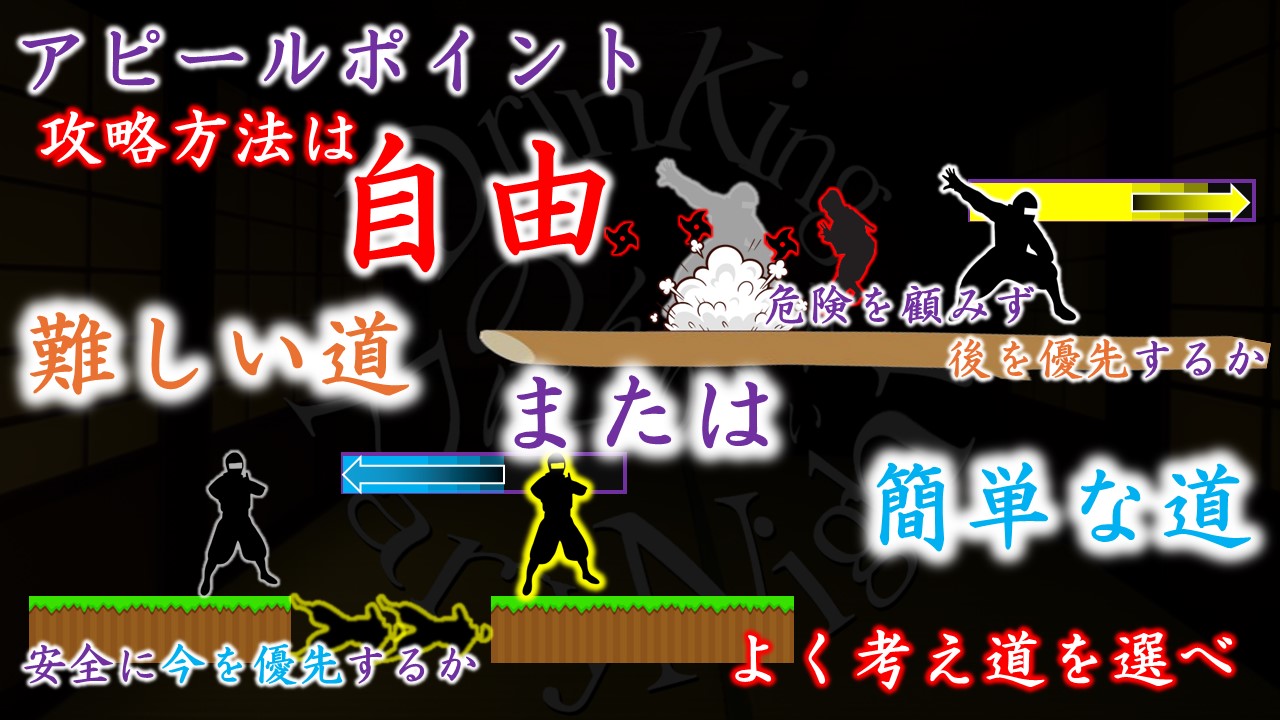 アピールポイント
攻略方法は
自由
難しい道
危険を顧みず
後を優先するか
または
簡単な道
安全に今を優先するか
よく考え道を選べ